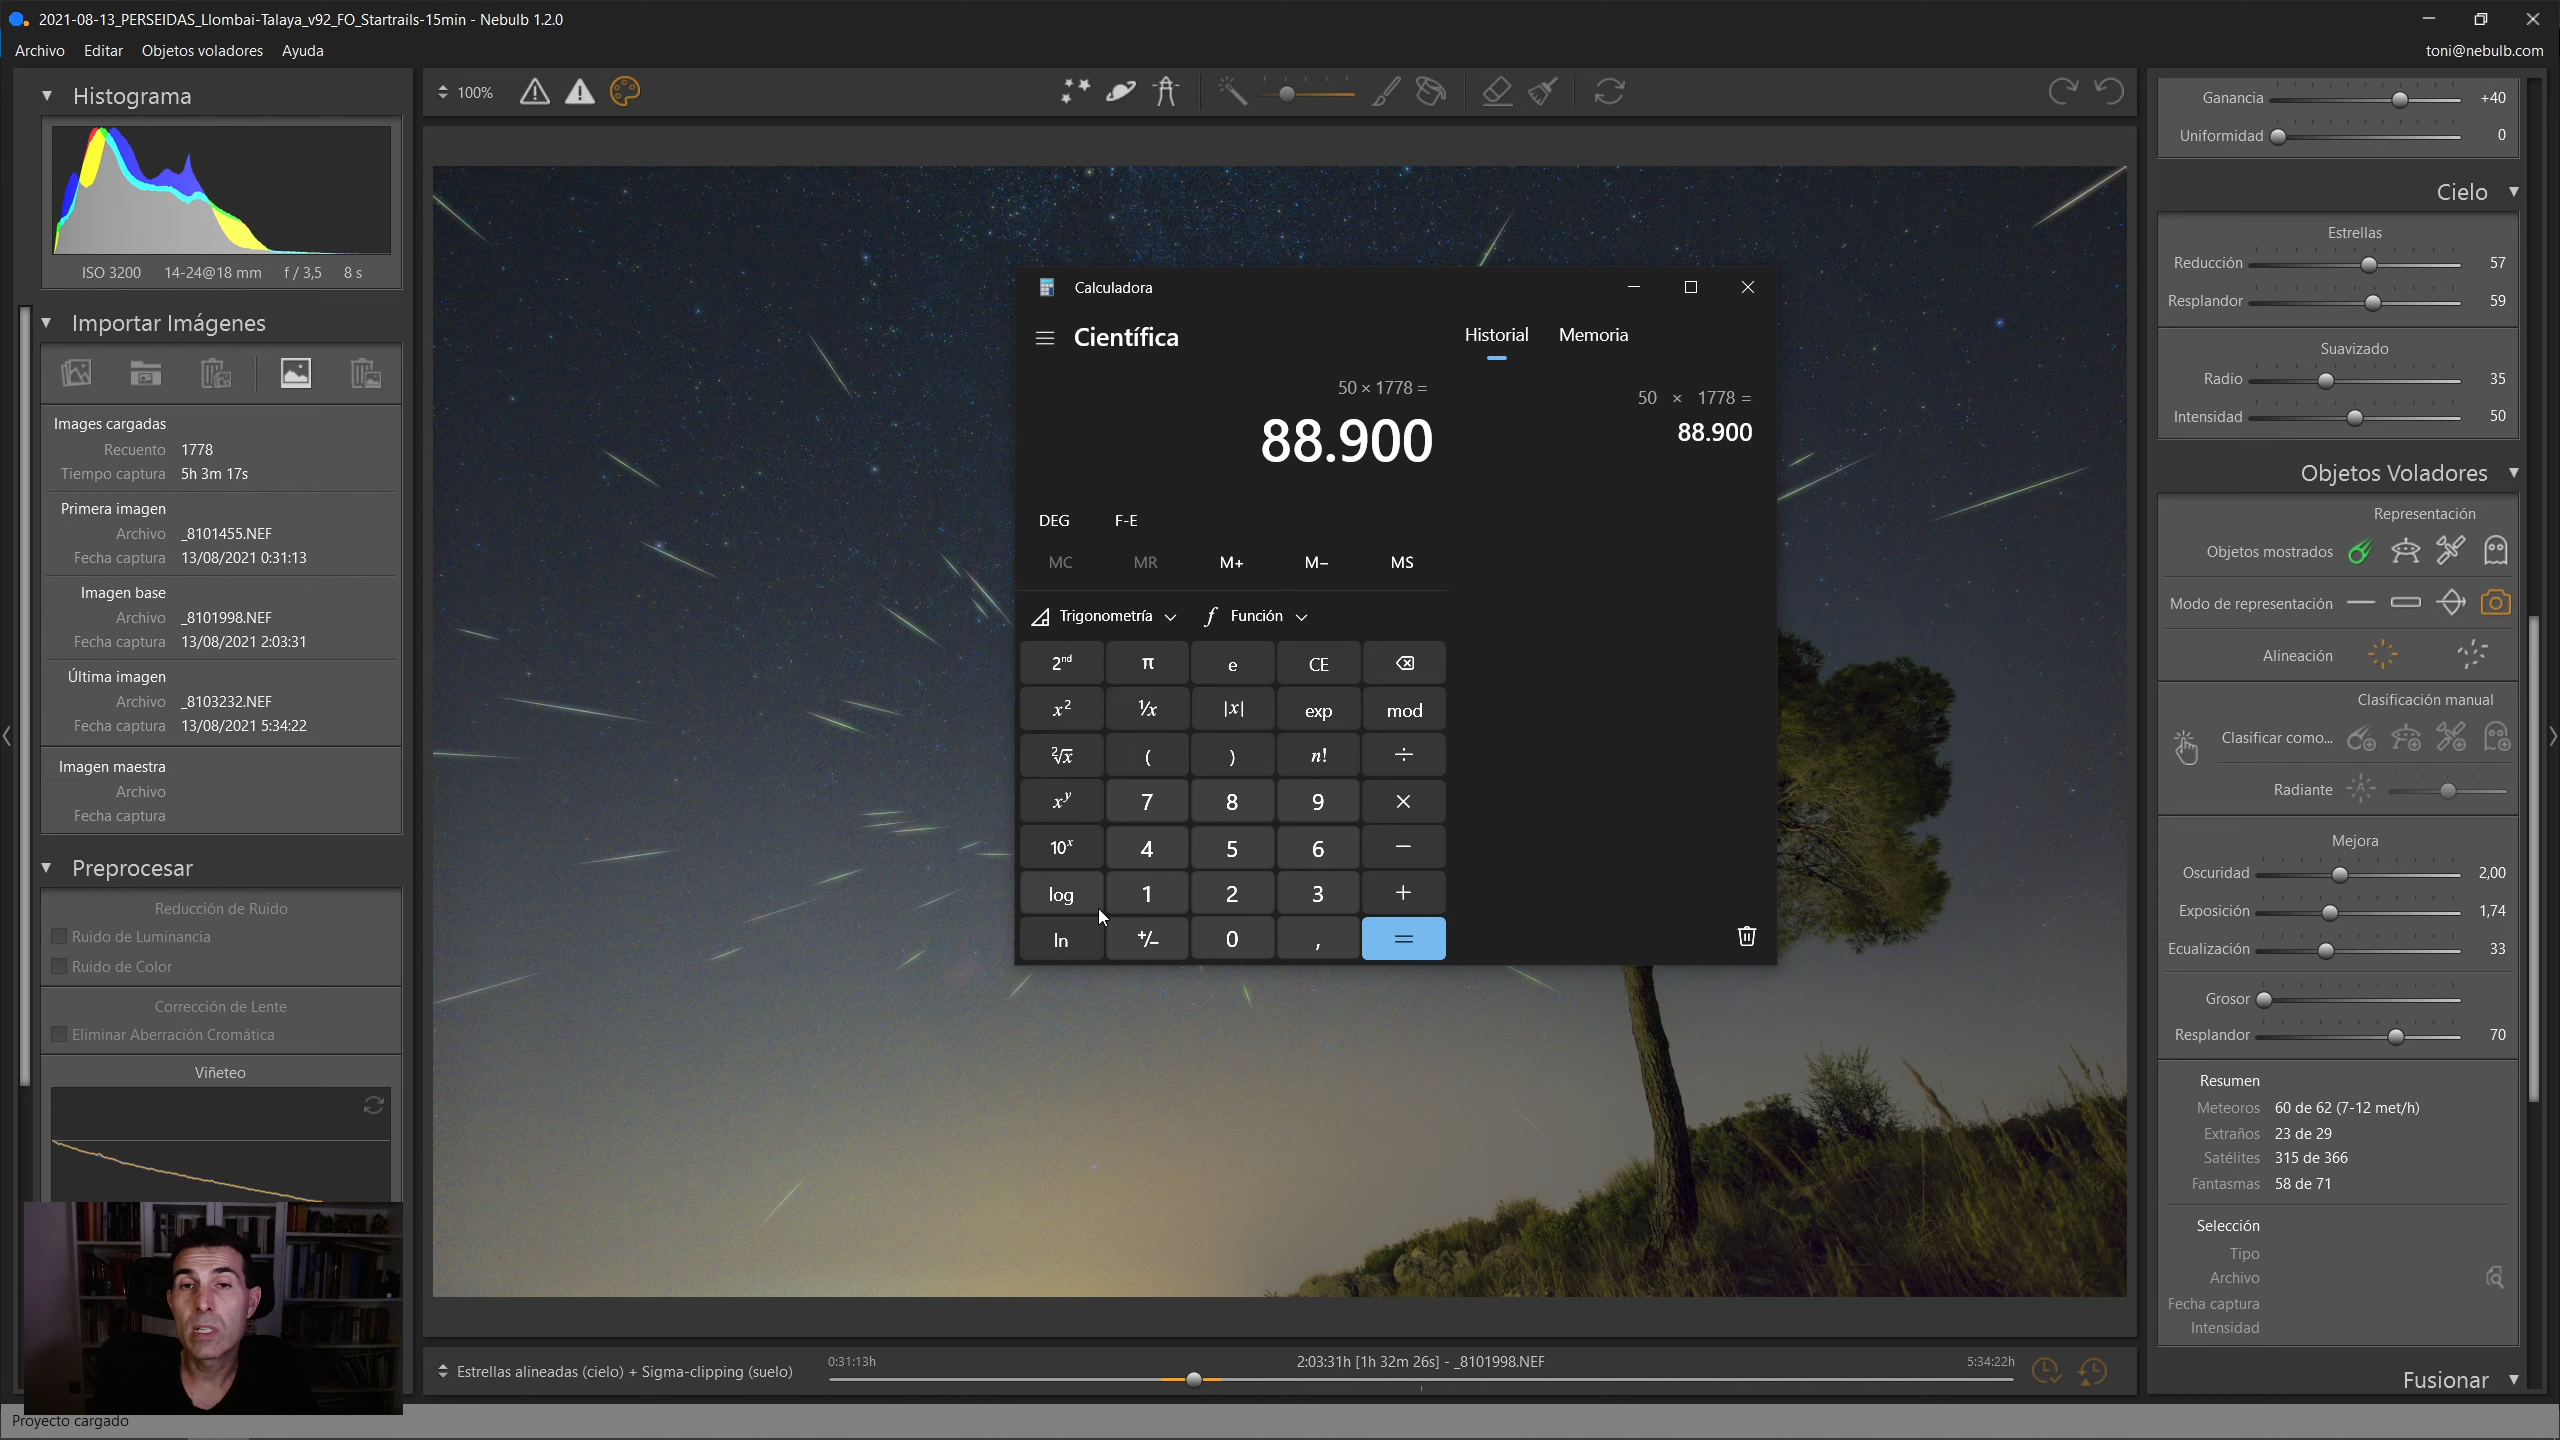 2021-08-13_PERSEIDAS_Llombai-Talaya_v92_FO_Startrails-15min - Nebulb 1.2.0
Archivo Editar Objetos voladores Ayuda
toni@nebulb.com
Histograma
ISO 3200 14-24@18 mm f / 3,5 8 s
Importar Imágenes
Images cargadas
Recuento 1778
Tiempo captura 5h 3m 17s
Primera imagen
Archivo _8101455.NEF
Fecha captura 13/08/2021 0:31:13
Imagen base
Archivo _8101998.NEF
Fecha captura 13/08/2021 2:03:31
Última imagen
Archivo _8103232.NEF
Fecha captura 13/08/2021 5:34:22
Imagen maestra
Archivo
Fecha captura
Preprocesar
Reducción de Ruido
Ruido de Luminancia
Ruido de Color
Corrección de Lente
Eliminar Aberración Cromática
Viñeteo
Proyecto cargado
100%
Calculadora
Científica
50 × 1778 =
88.900
DEG F-E
MC MR M+ M− MS
Trigonometría Función
2nd π e CE
x² ¹/x |x| exp mod
²√x ( ) n! ÷
xʸ 7 8 9 ×
10ˣ 4 5 6 −
log 1 2 3 +
ln +/− 0 , =
Historial Memoria
50 × 1778 =
88.900
Estrellas alineadas (cielo) + Sigma-clipping (suelo)
0:31:13h
2:03:31h [1h 32m 26s] - _8101998.NEF
5:34:22h
Ganancia +40
Uniformidad 0
Cielo
Estrellas
Reducción 57
Resplandor 59
Suavizado
Radio 35
Intensidad 50
Objetos Voladores
Representación
Objetos mostrados
Modo de representación
Alineación
Clasificación manual
Clasificar como...
Radiante A
Mejora
Oscuridad 2,00
Exposición 1,74
Ecualización 33
Grosor
Resplandor 70
Resumen
Meteoros 60 de 62 (7-12 met/h)
Extraños 23 de 29
Satélites 315 de 366
Fantasmas 58 de 71
Selección
Tipo
Archivo
Fecha captura
Intensidad
Fusionar